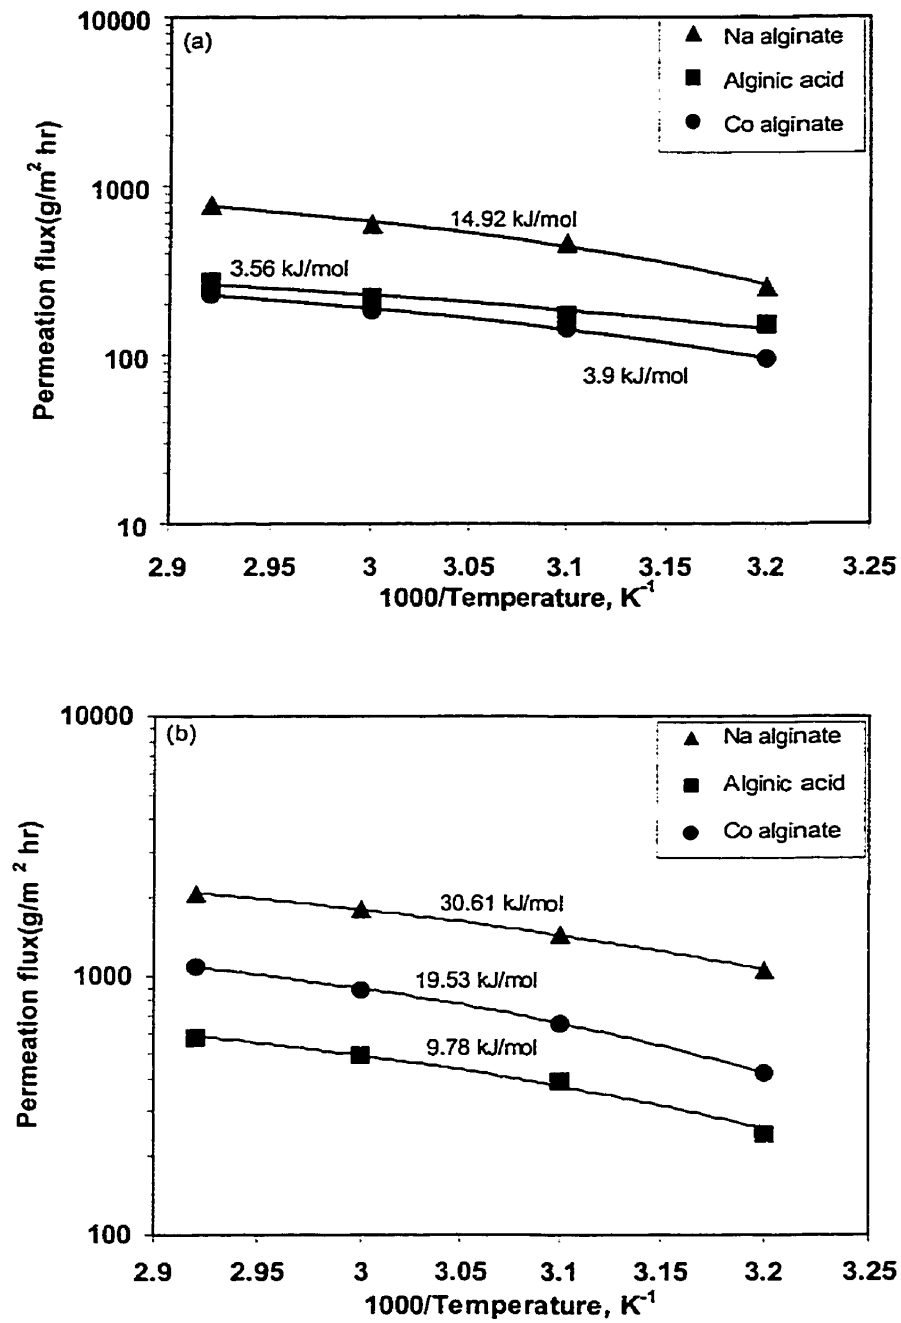 10000
(a)
Na alginate
Alginic acid
Co alginate
1000
14.92 kJ/mol
3.56 kJ/mol
100
3.9 kJ/mol
10
Permeation flux(g/m² hr)
2.9 2.95 3 3.05 3.1 3.15 3.2 3.25
1000/Temperature, K⁻¹
10000
(b)
Na alginate
Alginic acid
Co alginate
30.61 kJ/mol
1000
19.53 kJ/mol
9.78 kJ/mol
100
Permeation flux(g/m ² hr)
2.9 2.95 3 3.05 3.1 3.15 3.2 3.25
1000/Temperature, K⁻¹